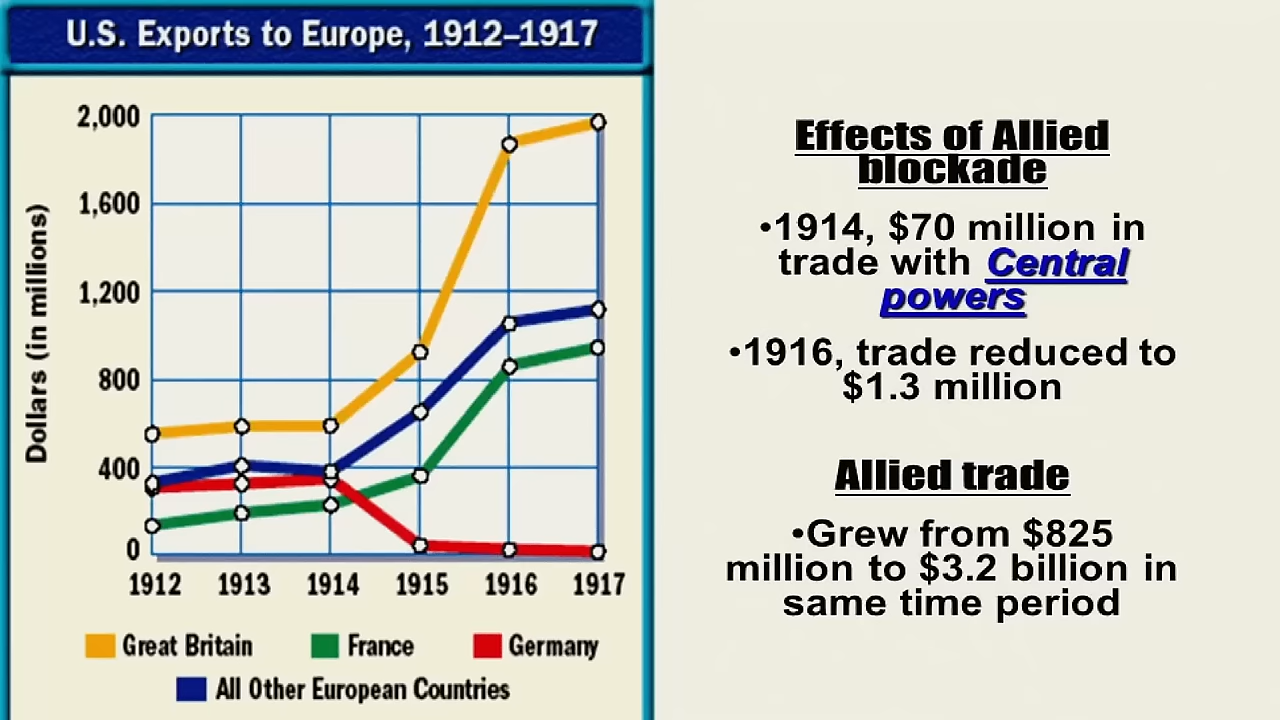 U.S. Exports to Europe, 1912–1917
Dollars (in millions)
2,000
1,600
1,200
800
400
0
1912 1913 1914 1915 1916 1917
Great Britain France Germany
All Other European Countries
Effects of Allied
blockade
•1914, $70 million in
trade with Central
powers
•1916, trade reduced to
$1.3 million
Allied trade
•Grew from $825
million to $3.2 billion in
same time period